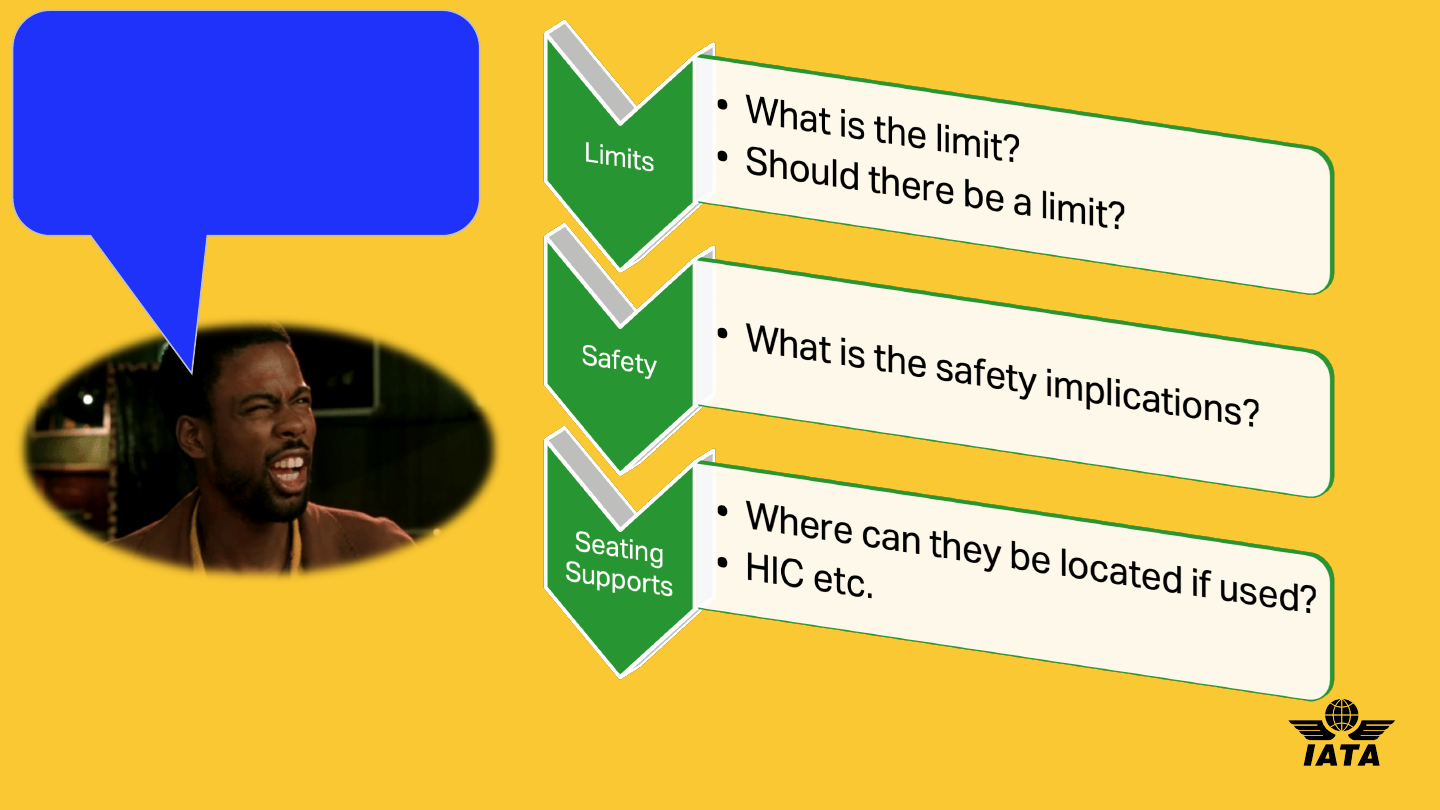 Limits
What is the limit?
Should there be a limit?
Safety
What is the safety implications?
Seating
Supports
Where can they be located if used?
HIC etc.
IATA